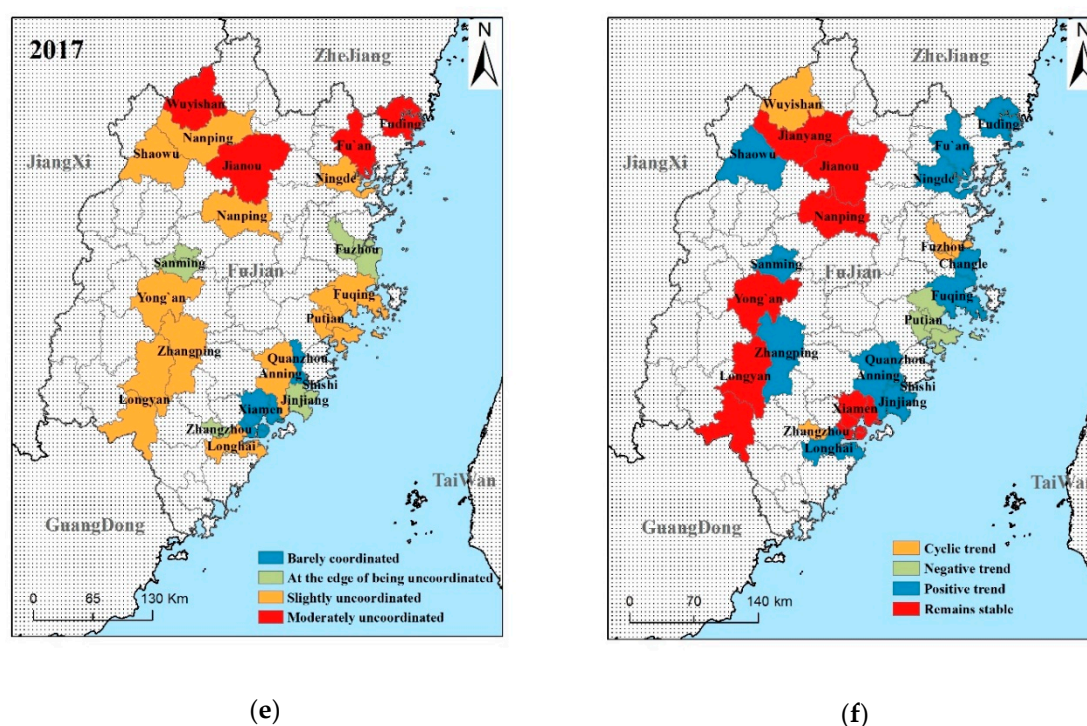 2017
N
ZheJiang
Wuyishan
Nanping
Fuding
Shaowu
Fu`an
JiangXi
Jianou
Ningde
Nanping
Fuzhou
Sanming
FuJian
Yong`an
Fuqing
Putian
Zhangping
Quanzhou
Anning
Shishi
Longyan
Xiamen
Jinjiang
Zhangzhou
Longhai
TaiWan
GuangDong
Barely coordinated
At the edge of being uncoordinated
Slightly uncoordinated
Moderately uncoordinated
0 65 130 Km
(e)
N
ZheJiang
Wuyishan
Fuding
Jianyang
Shaowu
Fu`an
JiangXi
Jianou
Ningde
Nanping
Fuzhou
Changle
Sanming
FuJian
Yong`an
Fuqing
Putian
Zhangping
Quanzhou
Anning
Shishi
Longyan
Jinjiang
Xiamen
Zhangzhou
Longhai
TaiWan
GuangDong
Cyclic trend
Negative trend
Positive trend
Remains stable
0 70 140 Km
(f)